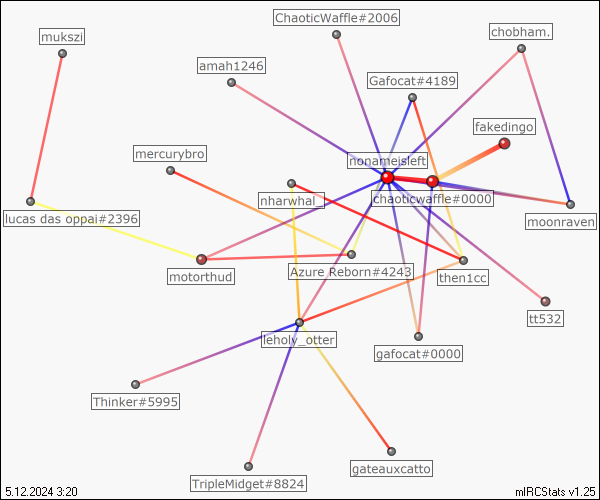 ChaoticWaffle#2006
mukszi
chobham.
amah1246
Gafocat#4189
fakedingo
mercurybro
nonamejsleft
nharwhal_
chaoticwaffle#0000
lucas das oppai#2396
moonraven
motorthud
Azure Reborn#4243
then1cc
tt532
leholy_otter
gafocat#0000
Thinker#5995
gateauxcatto
TripleMidget#8824
5.12.2024 3:20
mIRCStats v1.25